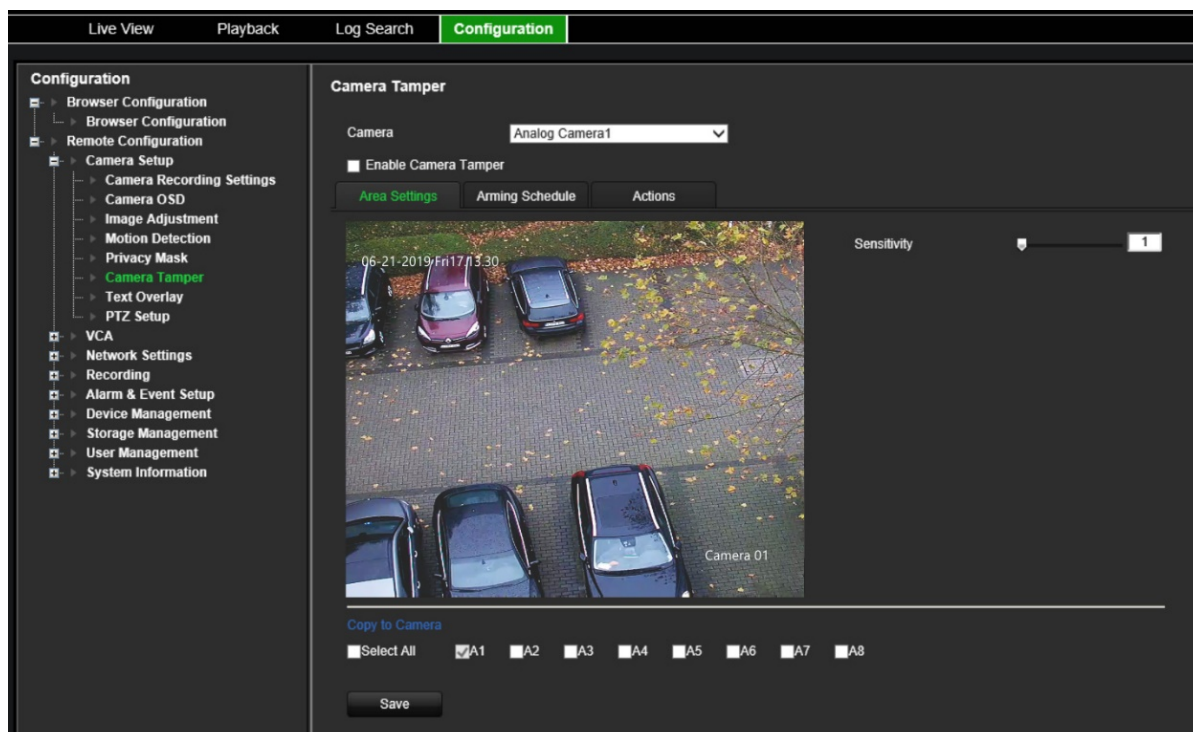 Live View Playback Log Search Configuration
Configuration
Browser Configuration
Browser Configuration
Remote Configuration
Camera Setup
Camera Recording Settings
Camera OSD
Image Adjustment
Motion Detection
Privacy Mask
Camera Tamper
Text Overlay
PTZ Setup
VCA
Network Settings
Recording
Alarm & Event Setup
Device Management
Storage Management
User Management
System Information
Camera Tamper
Camera Analog Camera1
Enable Camera Tamper
Area Settings Arming Schedule Actions
06-21-2019 Fri 17:13:30
Sensitivity 1
Camera 01
Copy to Camera
Select All A1 A2 A3 A4 A5 A6 A7 A8
Save